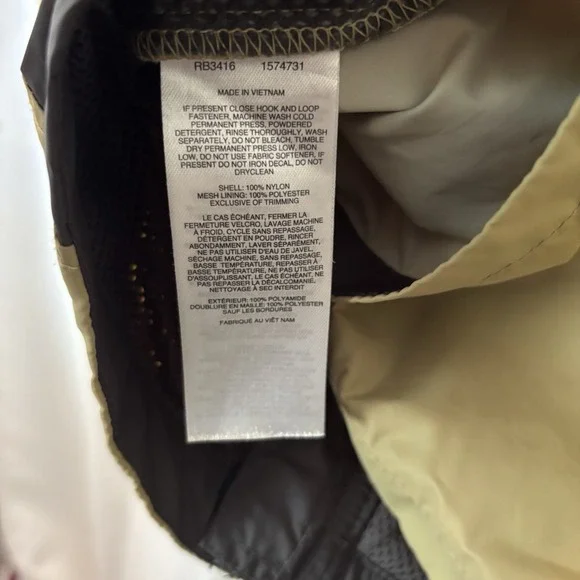 RB3416 1574731
MADE IN VIETNAM
IF PRESENT CLOSE HOOK AND LOOP
FASTENER, MACHINE WASH COLD
PERMANENT PRESS, POWDERED
DETERGENT, RINSE THOROUGHLY, WASH
SEPARATELY, DO NOT BLEACH, TUMBLE
DRY PERMANENT PRESS LOW, IRON
LOW, DO NOT USE FABRIC SOFTENER, IF
PRESENT DO NOT IRON DECAL, DO NOT
DRYCLEAN
SHELL: 100% NYLON
MESH LINING: 100% POLYESTER
EXCLUSIVE OF TRIMMING
LE CAS ÉCHÉANT, FERMER LA
FERMETURE VELCRO, LAVAGE MACHINE
À FROID, CYCLE SANS REPASSAGE,
DÉTERGENT EN POUDRE, RINCER
ABONDAMMENT, LAVER SÉPARÉMENT,
NE PAS UTILISER D'EAU DE JAVEL,
SÉCHAGE MACHINE, SANS REPASSAGE,
BASSE TEMPÉRATURE, REPASSER À
BASSE TEMPÉRATURE, NE PAS UTILISER
D'ASSOUPLISSANT, LE CAS ÉCHÉANT NE
PAS REPASSER LA DÉCALCOMANIE,
NETTOYAGE À SEC INTERDIT
EXTÉRIEUR: 100% POLYAMIDE
DOUBLURE EN MAILLE: 100% POLYESTER
SAUF LES BORDURES
FABRIQUÉ AU VIÊT NAM